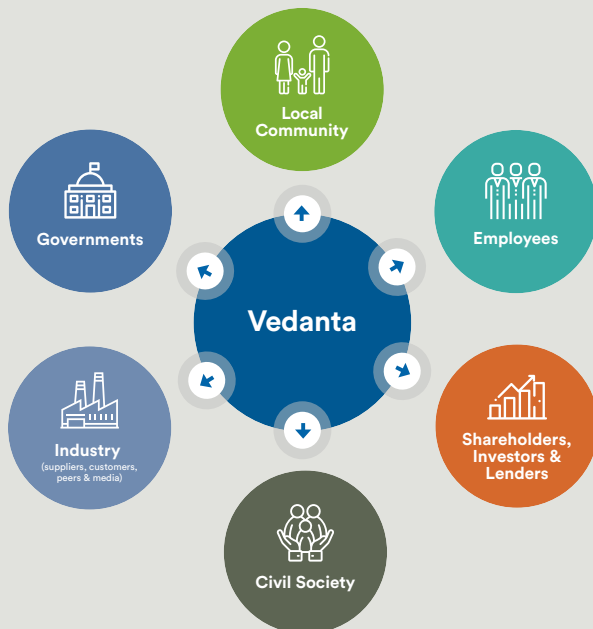 Local
Community
Governments
Employees
Vedanta
Industry
(suppliers, customers,
peers & media)
Shareholders,
Investors &
Lenders
Civil Society